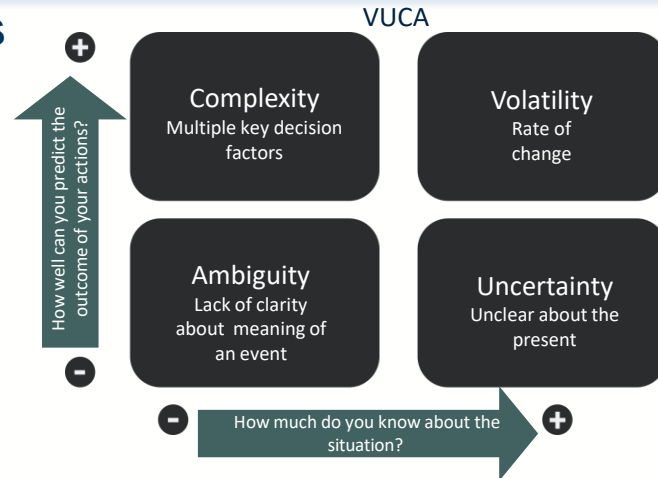 s
VUCA
+
How well can you predict the
outcome of your actions?
Complexity
Multiple key decision
factors
Volatility
Rate of
change
Ambiguity
Lack of clarity
about meaning of
an event
Uncertainty
Unclear about the
present
-
-
How much do you know about the
situation?
+